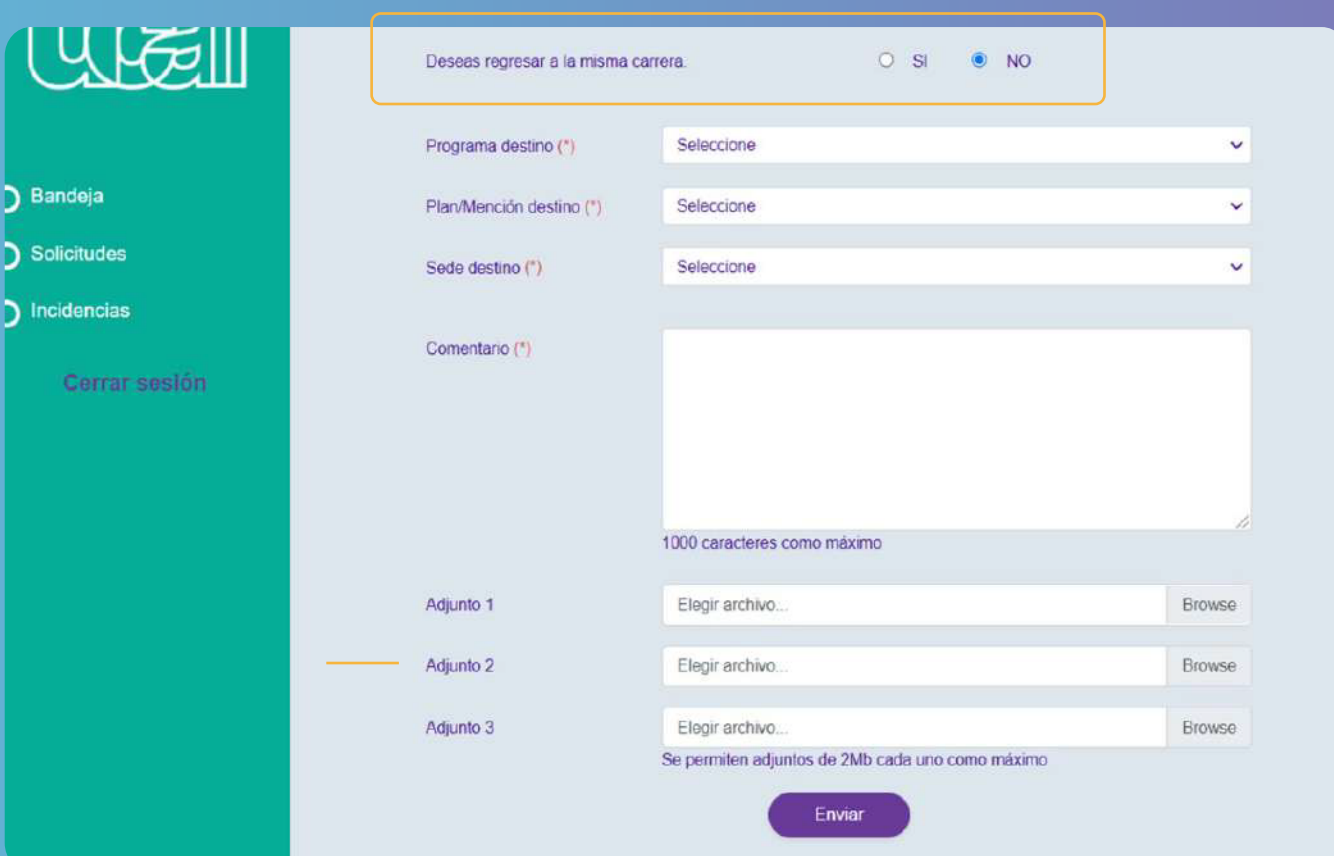 ucal
Deseas regresar a la misma carrera. SI NO
Programa destino (*) Seleccione
Bandeja
Plan/Mención destino (*) Seleccione
Solicitudes
Sede destino (*) Seleccione
Incidencias
Comentario (*)
Cerrar sesión
1000 caracteres como máximo
Adjunto 1 Elegir archivo... Browse
Adjunto 2 Elegir archivo... Browse
Adjunto 3 Elegir archivo... Browse
Se permiten adjuntos de 2Mb cada uno como máximo
Enviar